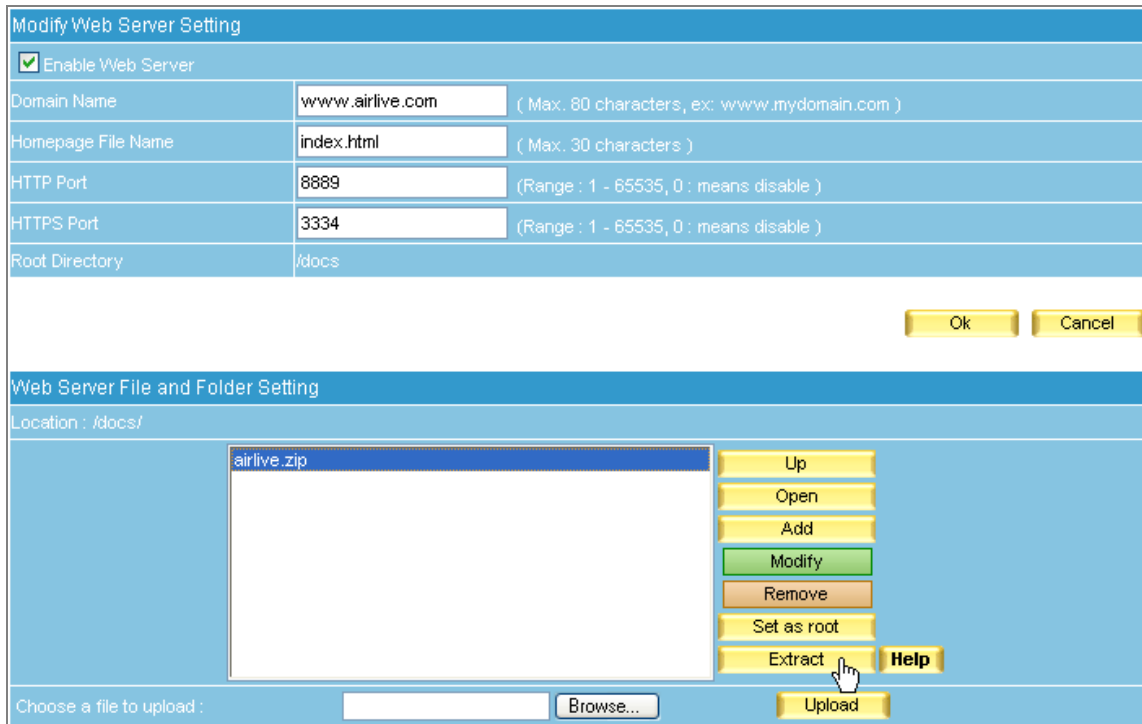 Modify Web Server Setting
Enable Web Server
Domain Name www.airlive.com ( Max. 80 characters, ex: www.mydomain.com )
Homepage File Name index.html ( Max. 30 characters )
HTTP Port 8889 (Range : 1 - 65535, 0 : means disable )
HTTPS Port 3334 (Range : 1 - 65535, 0 : means disable )
Root Directory /docs
Ok Cancel
Web Server File and Folder Setting
Location : /docs/
airlive.zip
Up
Open
Add
Modify
Remove
Set as root
Extract Help
Choose a file to upload : Browse... Upload